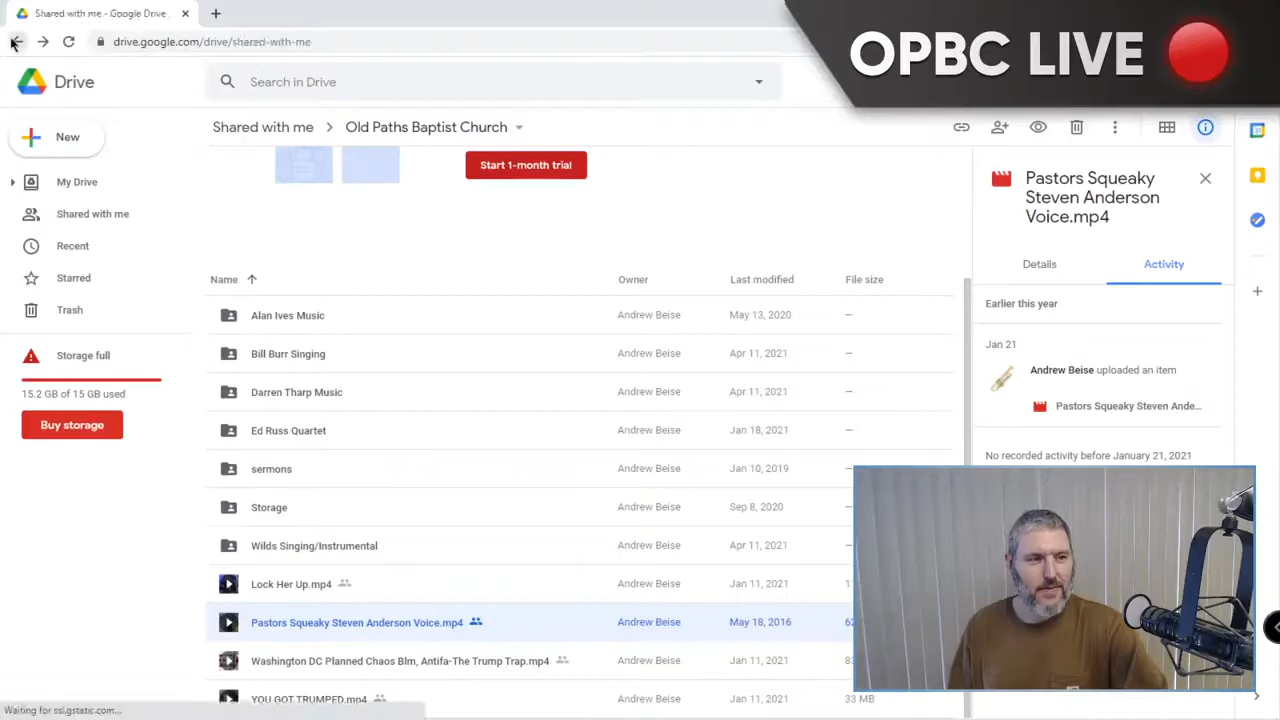 Shared with me - Google Drive
drive.google.com/drive/shared-with-me
OPBC LIVE
Drive
Search in Drive
New
Shared with me > Old Paths Baptist Church
My Drive
Shared with me
Recent
Starred
Trash
Storage full
15.2 GB of 15 GB used
Buy storage
Start 1-month trial
Name Owner Last modified File size
Alan Ives Music Andrew Beise May 13, 2020 —
Bill Burr Singing Andrew Beise Apr 11, 2021 —
Darren Tharp Music Andrew Beise Apr 11, 2021 —
Ed Russ Quartet Andrew Beise Jan 18, 2021 —
sermons Andrew Beise Jan 10, 2019 —
Storage Andrew Beise Sep 8, 2020
Wilds Singing/Instrumental Andrew Beise Apr 11, 2021
Lock Her Up.mp4 Andrew Beise Jan 11, 2021
Pastors Squeaky Steven Anderson Voice.mp4 Andrew Beise May 18, 2016
Washington DC Planned Chaos Blm, Antifa-The Trump Trap.mp4 Andrew Beise Jan 11, 2021
YOU GOT TRUMPED.mp4 Andrew Beise Jan 11, 2021 33 MB
Pastors Squeaky
Steven Anderson
Voice.mp4
Details Activity
Earlier this year
Jan 21
Andrew Beise uploaded an item
Pastors Squeaky Steven Ande...
No recorded activity before January 21, 2021
Waiting for ssl.gstatic.com...